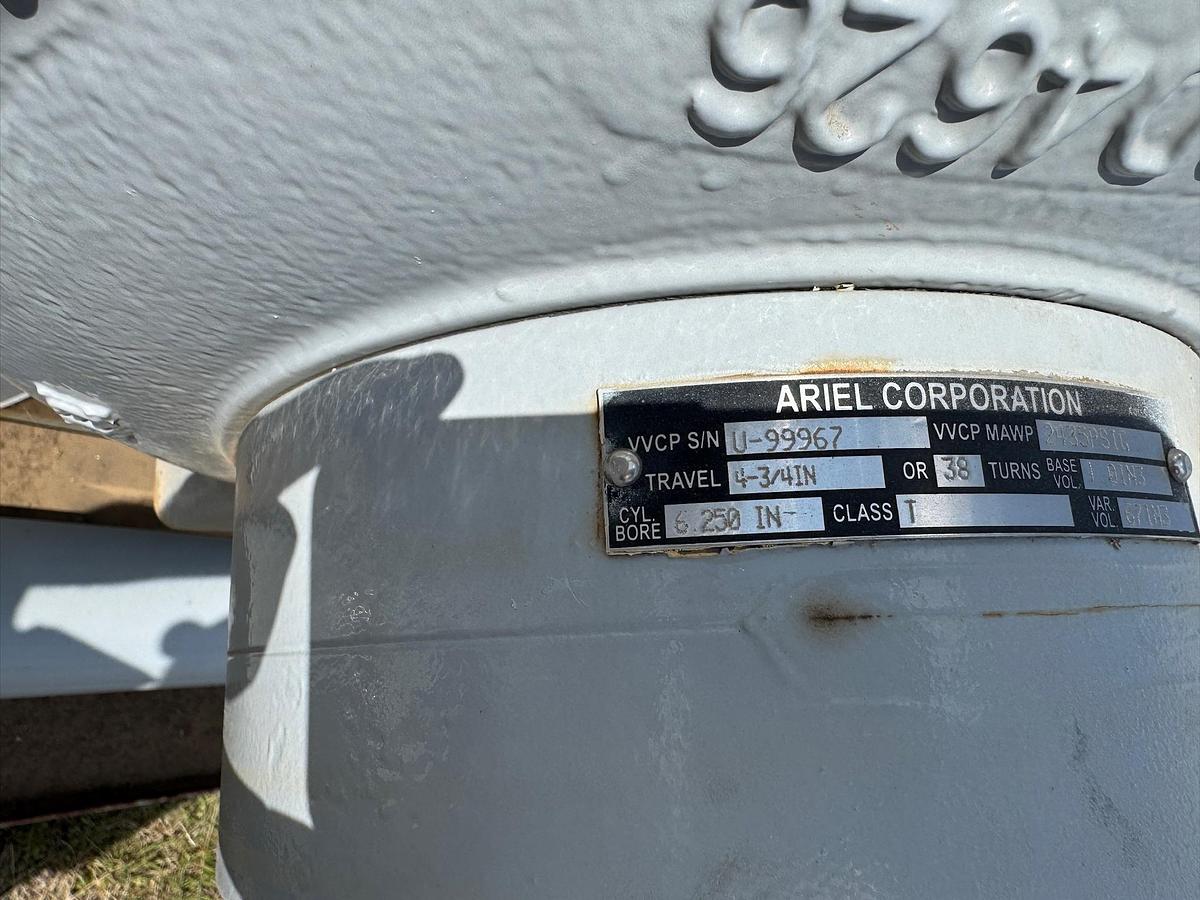 ARIEL CORPORATION
VVCP S/N U-99967 VVCP MAWP
TRAVEL 4-3/4IN OR 38 TURNS BASE VOL.
CYL. BORE 6.250 IN CLASS T VAR. VOL. 67IN3